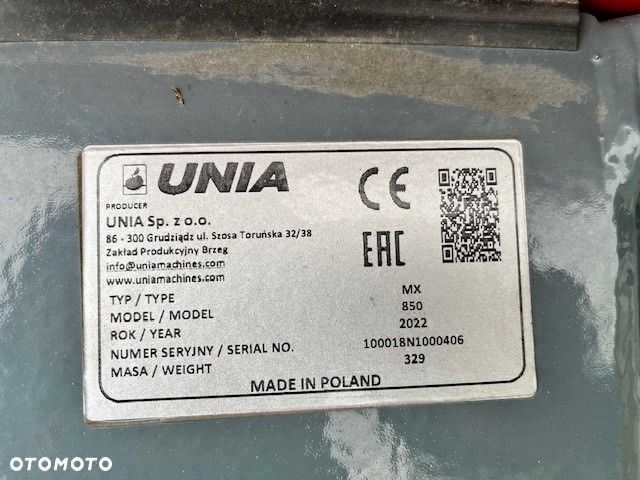 UNIA
CE
PRODUCER
UNIA Sp. z o.o.
86 - 300 Grudziądz ul. Szosa Toruńska 32/38
Zakład Produkcyjny Brzeg
info@uniamachines.com
www.uniamachines.com
EAC
TYP / TYPE MX
MODEL / MODEL 850
ROK / YEAR 2022
NUMER SERYJNY / SERIAL NO. 100018N1000406
MASA / WEIGHT 329
MADE IN POLAND
OTOMOTO